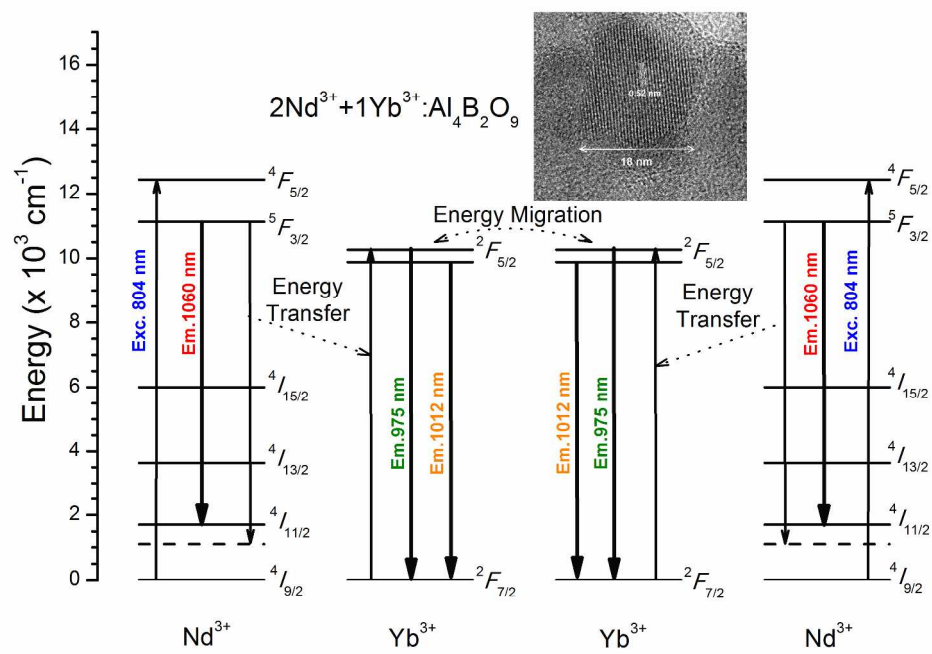 2Nd³⁺+1Yb³⁺:Al₄B₂O₉
0.52 nm
18 nm
Energy (x 10³ cm⁻¹)
16
14
12
10
8
6
4
2
0
⁴F₅/₂
⁵F₃/₂
⁴I₁₅/₂
⁴I₁₃/₂
⁴I₁₁/₂
⁴I₉/₂
Exc. 804 nm
Em.1060 nm
Energy
Transfer
Energy Migration
²F₅/₂
²F₇/₂
Em.975 nm
Em.1012 nm
²F₅/₂
²F₇/₂
Em.1012 nm
Em.975 nm
Energy
Transfer
Em.1060 nm
Exc. 804 nm
⁴F₅/₂
⁵F₃/₂
⁴I₁₅/₂
⁴I₁₃/₂
⁴I₁₁/₂
⁴I₉/₂
Nd³⁺
Yb³⁺
Yb³⁺
Nd³⁺